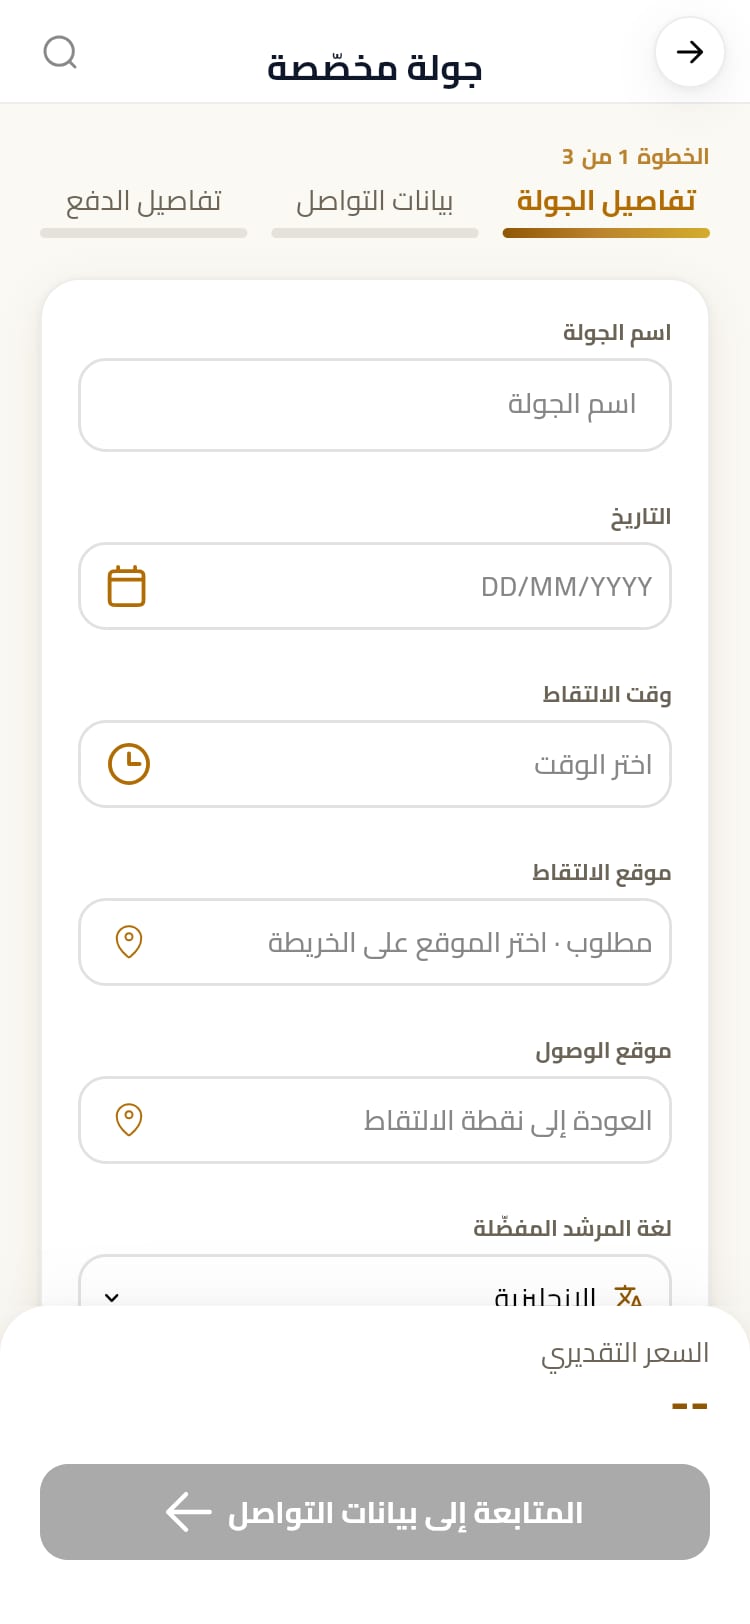 جولة مخصّصة
الخطوة 1 من 3
تفاصيل الجولة
بيانات التواصل
تفاصيل الدفع
اسم الجولة
اسم الجولة
التاريخ
DD/MM/YYYY
وقت الالتقاط
اختر الوقت
موقع الالتقاط
مطلوب · اختر الموقع على الخريطة
موقع الوصول
العودة إلى نقطة الالتقاط
لغة المرشد المفضّلة
الإنجليزية
السعر التقديري
--
المتابعة إلى بيانات التواصل